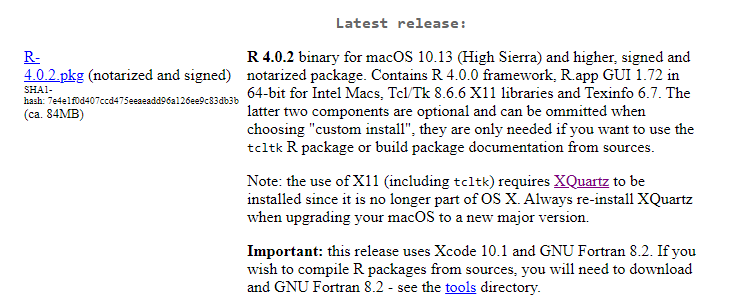 Latest release:
R-
4.0.2.pkg (notarized and signed)
SHA1-
hash: 7e4e1f0d407ccd475eeaeadd96a126ee9c83db3b
(ca. 84MB)
R 4.0.2 binary for macOS 10.13 (High Sierra) and higher, signed and
notarized package. Contains R 4.0.0 framework, R.app GUI 1.72 in
64-bit for Intel Macs, Tcl/Tk 8.6.6 X11 libraries and Texinfo 6.7. The
latter two components are optional and can be ommitted when
choosing "custom install", they are only needed if you want to use the
tcltk R package or build package documentation from sources.
Note: the use of X11 (including tcltk) requires XQuartz to be
installed since it is no longer part of OS X. Always re-install XQuartz
when upgrading your macOS to a new major version.
Important: this release uses Xcode 10.1 and GNU Fortran 8.2. If you
wish to compile R packages from sources, you will need to download
and GNU Fortran 8.2 - see the tools directory.